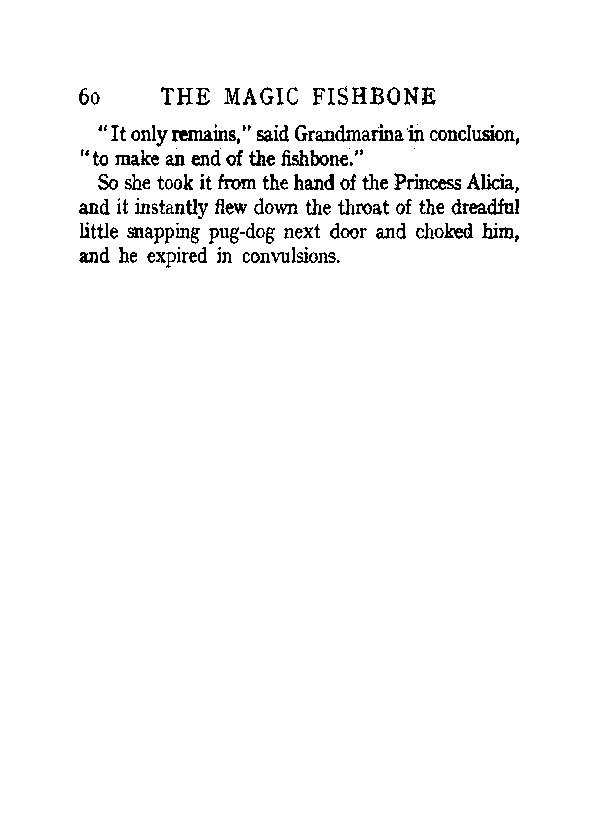 60 THE MAGIC FISHBONE
"It only remains," said Grandmarina in conclusion,
"to make an end of the fishbone."
So she took it from the hand of the Princess Alicia,
and it instantly flew down the throat of the dreadful
little snapping pug-dog next door and choked him,
and he expired in convulsions.